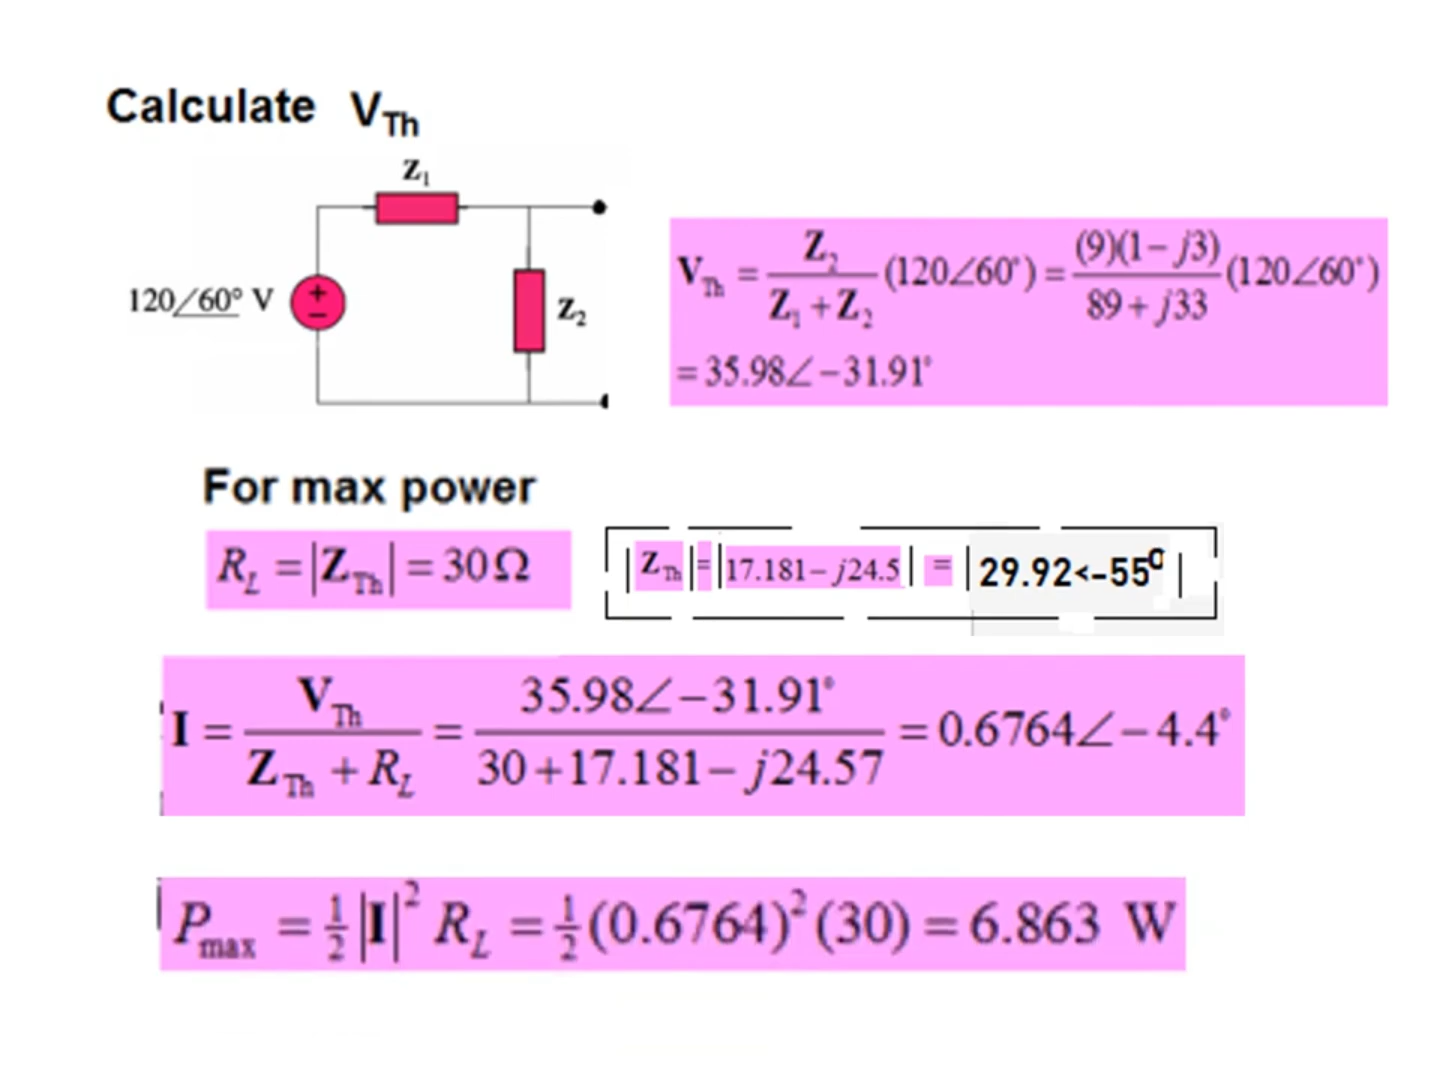 Calculate V_Th
Z₁
120∠60° V
+
−
Z₂
V_Th = Z₂ / (Z₁ + Z₂) (120∠60°) = (9)(1 − j3) / (89 + j33) (120∠60°)
= 35.98∠−31.91°
For max power
R_L = |Z_Th| = 30 Ω
|Z_Th| = |17.181 − j24.5| = |29.92<-55⁰|
I = V_Th / (Z_Th + R_L) = 35.98∠−31.91° / (30 + 17.181 − j24.57) = 0.6764∠−4.4°
P_max = ½ |I|² R_L = ½ (0.6764)² (30) = 6.863 W